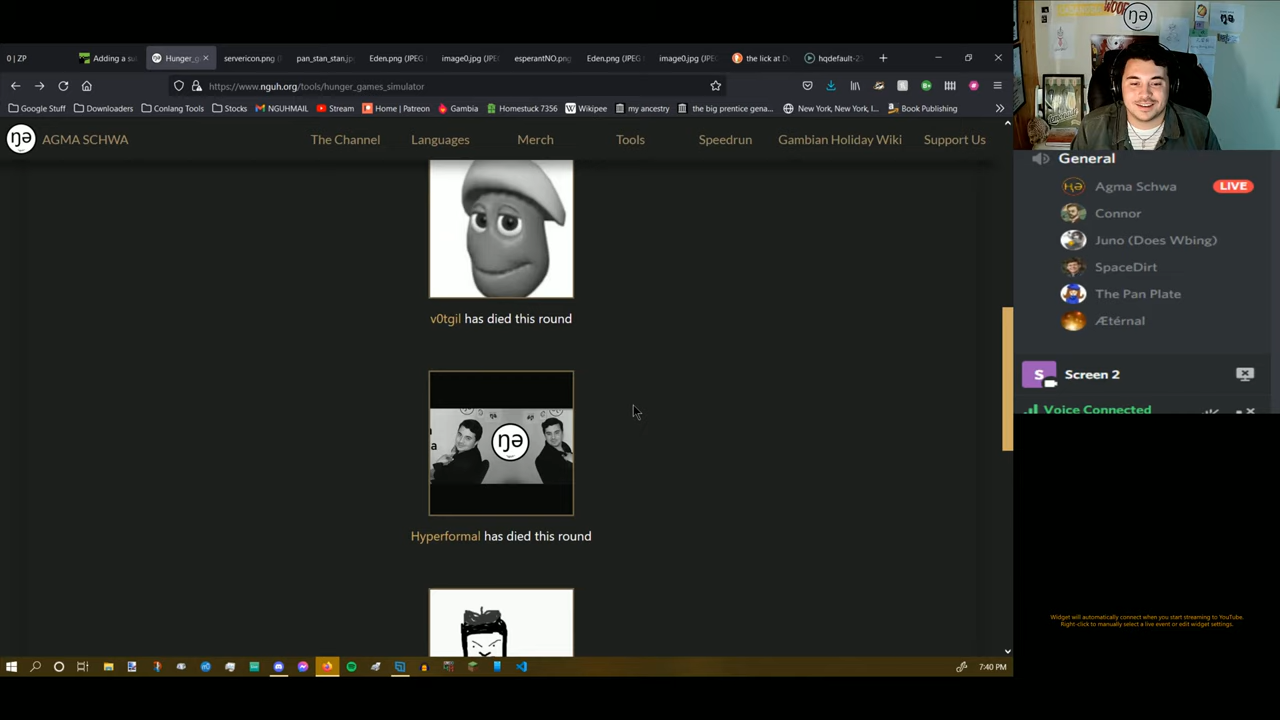 WOOP
ŋə
0 | ZP
Adding a su
Hunger_g
servericon.png (
pan_stan_stan.jp
Eden.png (JPEG
image0.jpg (JPE
esperantNO.png
Eden.png (JPEG
image0.jpg (JPEG
the lick at D
hqdefault-2
https://www.nguh.org/tools/hunger_games_simulator
Google Stuff
Downloaders
Conlang Tools
Stocks
NGUHMAIL
Stream
Home | Patreon
Gambia
Homestuck 7356
Wikipee
my ancestry
the big prentice gena...
New York, New York, ...
Book Publishing
ŋə AGMA SCHWA
The Channel
Languages
Merch
Tools
Speedrun
Gambian Holiday Wiki
Support Us
v0tgil has died this round
ŋə
Hyperformal has died this round
General
Agma Schwa LIVE
Connor
Juno (Does Wbing)
SpaceDirt
The Pan Plate
Ætérnal
S Screen 2
Voice Connected
Widget will automatically connect when you start streaming to YouTube.
Right-click to manually select a live event or edit widget settings.
7:40 PM